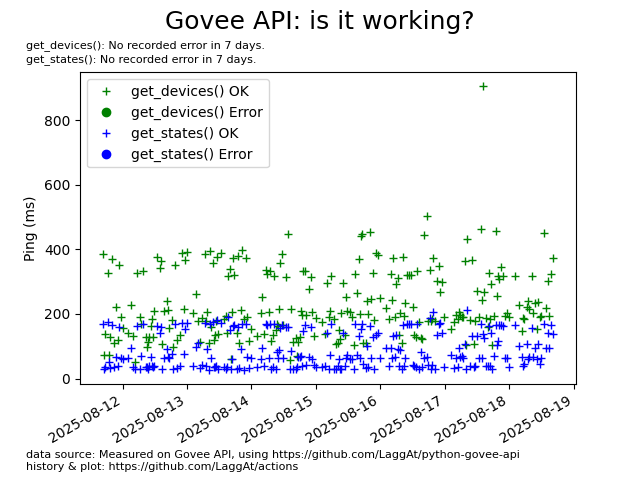 Govee API: is it working?
get_devices(): No recorded error in 7 days.
get_states(): No recorded error in 7 days.
get_devices() OK
get_devices() Error
get_states() OK
get_states() Error
Ping (ms)
800
600
400
200
0
2025-08-12
2025-08-13
2025-08-14
2025-08-15
2025-08-16
2025-08-17
2025-08-18
2025-08-19
data source: Measured on Govee API, using https://github.com/LaggAt/python-govee-api
history & plot: https://github.com/LaggAt/actions